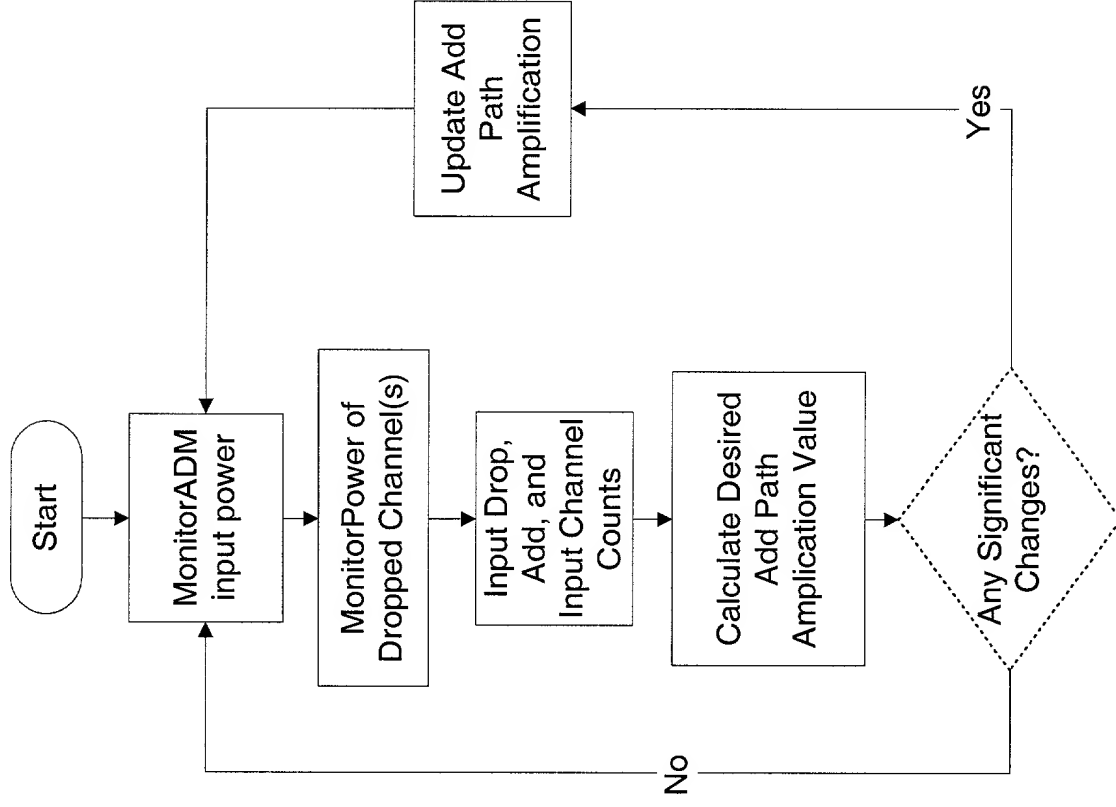 Start
MonitorADM
input power
MonitorPower of
Dropped Channel(s)
Input Drop,
Add, and
Input Channel
Counts
Calculate Desired
Add Path
Amplication Value
Any Significant
Changes?
No
Yes
Update Add
Path
Amplification